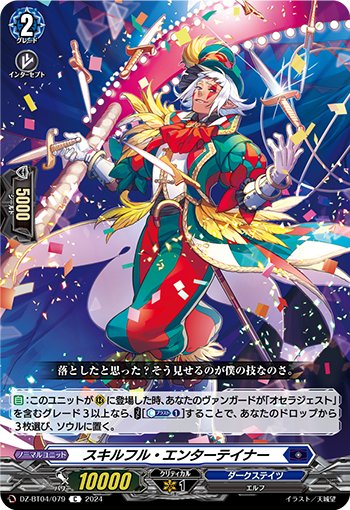 2
グレード
インターセプト
5000
シールド
落としたと思った？そう見せるのが僕の技なのさ。
自:このユニットがRに登場した時、あなたのヴァンガードが「オセラジェスト」
を含むグレード3以上なら、【コスト】[CB1]することで、あなたのドロップから
3枚選び、ソウルに置く。
ノーマルユニット
スキルフル・エンターテイナー
パワー
10000
クリティカル
1
ダークステイツ
エルフ
DZ-BT04/079 C 2024
イラスト／天城望